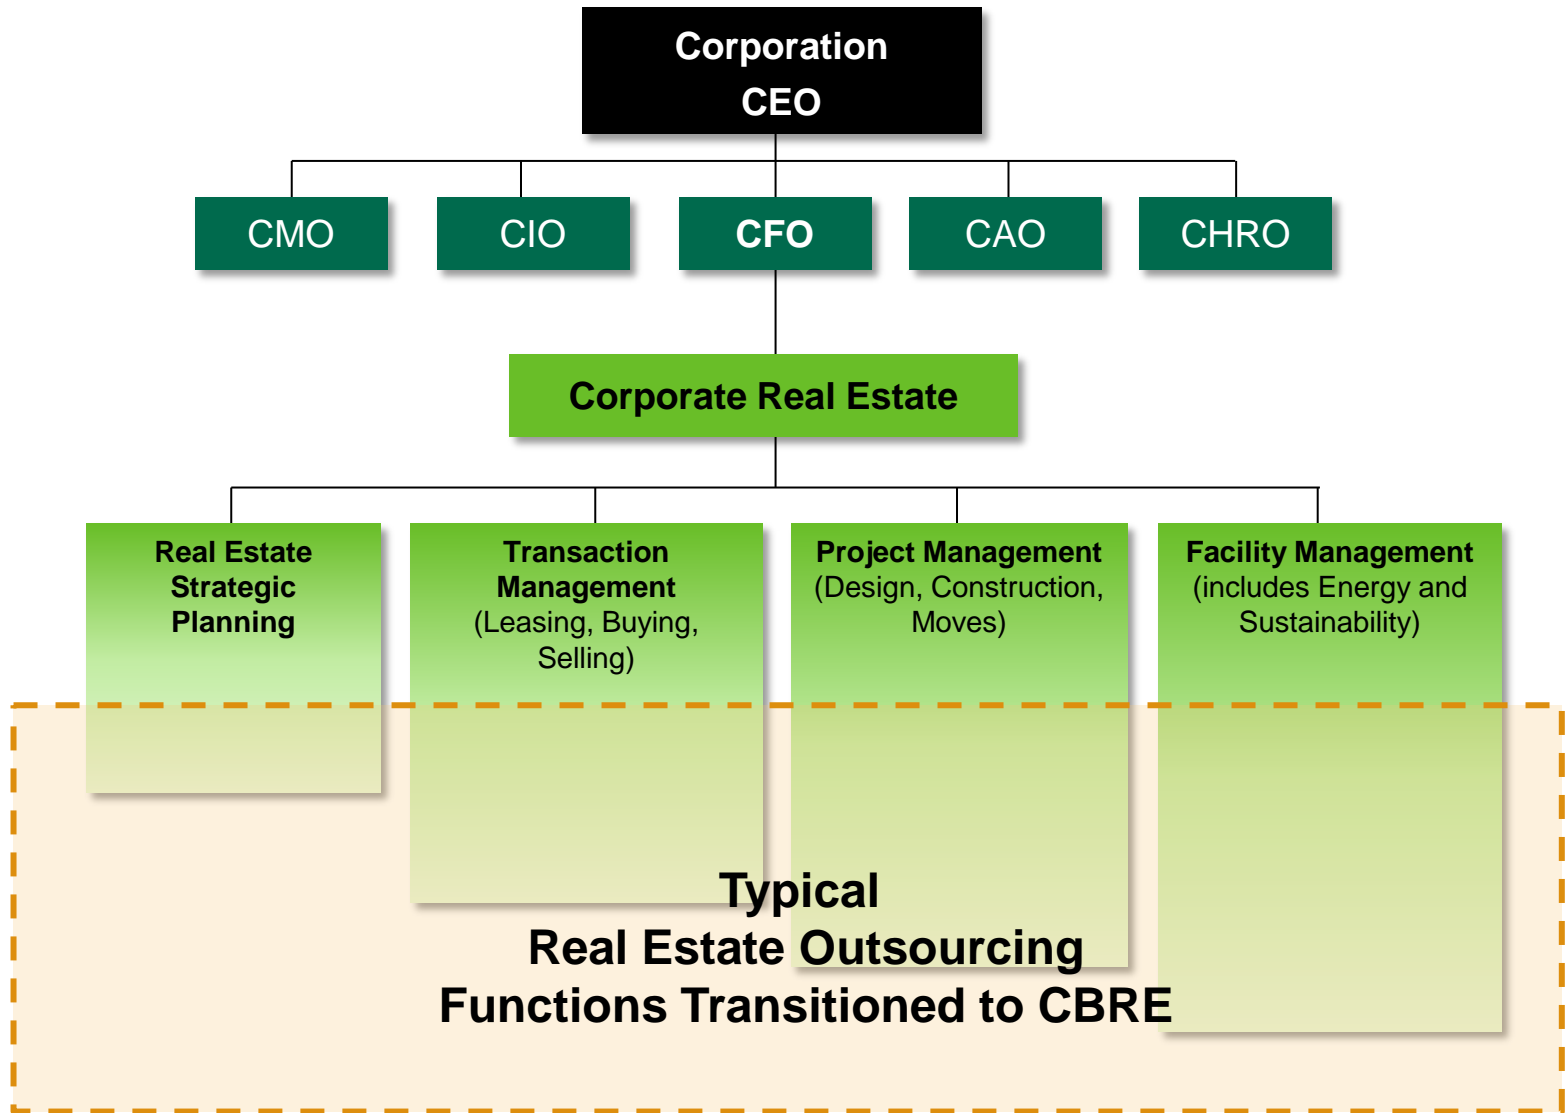 Corporation
CEO
CMO
CIO
CFO
CAO
CHRO
Corporate Real Estate
Real Estate
Strategic
Planning
Transaction
Management
(Leasing, Buying,
Selling)
Project Management
(Design, Construction,
Moves)
Facility Management
(includes Energy and
Sustainability)
Typical
Real Estate Outsourcing
Functions Transitioned to CBRE